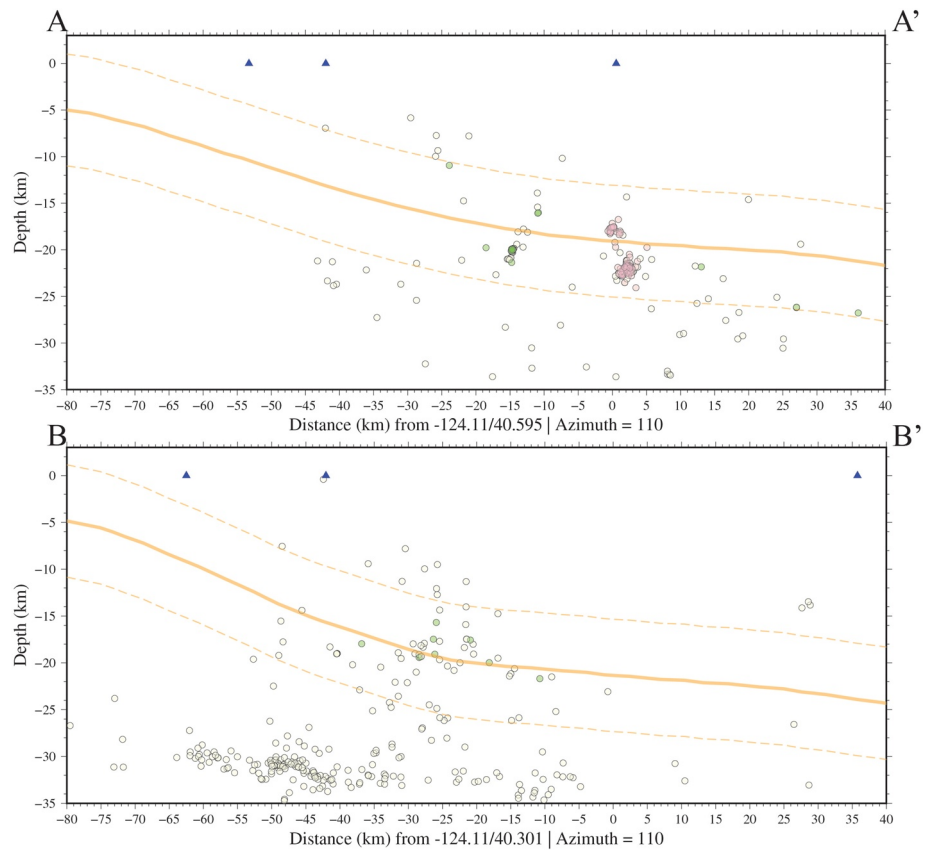 A A’
0
−5
−10
−15
−20
−25
−30
−35
Depth (km)
−80 −75 −70 −65 −60 −55 −50 −45 −40 −35 −30 −25 −20 −15 −10 −5 0 5 10 15 20 25 30 35 40
Distance (km) from -124.11/40.595 | Azimuth = 110
B B’
0
−5
−10
−15
−20
−25
−30
−35
Depth (km)
−80 −75 −70 −65 −60 −55 −50 −45 −40 −35 −30 −25 −20 −15 −10 −5 0 5 10 15 20 25 30 35 40
Distance (km) from -124.11/40.301 | Azimuth = 110